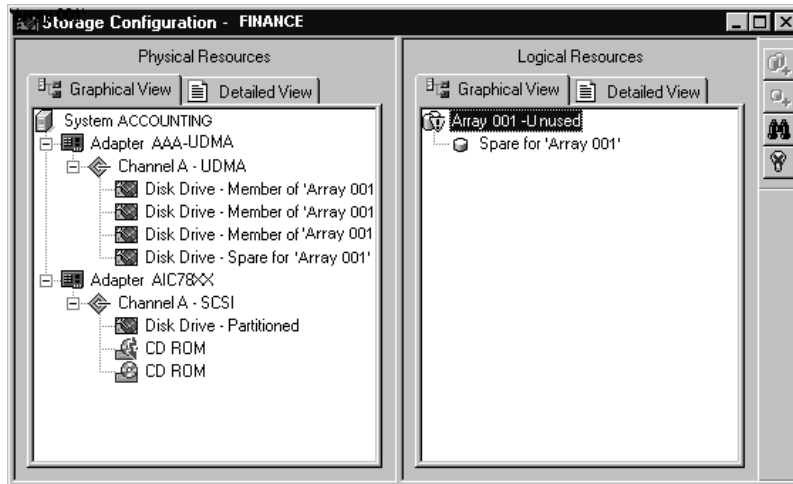 Storage Configuration - FINANCE
Physical Resources
Graphical View
Detailed View
System ACCOUNTING
Adapter AAA-UDMA
Channel A - UDMA
Disk Drive - Member of 'Array 001
Disk Drive - Member of 'Array 001
Disk Drive - Member of 'Array 001
Disk Drive - Spare for 'Array 001'
Adapter AIC78XX
Channel A - SCSI
Disk Drive - Partitioned
CD ROM
CD ROM
Logical Resources
Graphical View
Detailed View
Array 001 -Unused
Spare for 'Array 001'